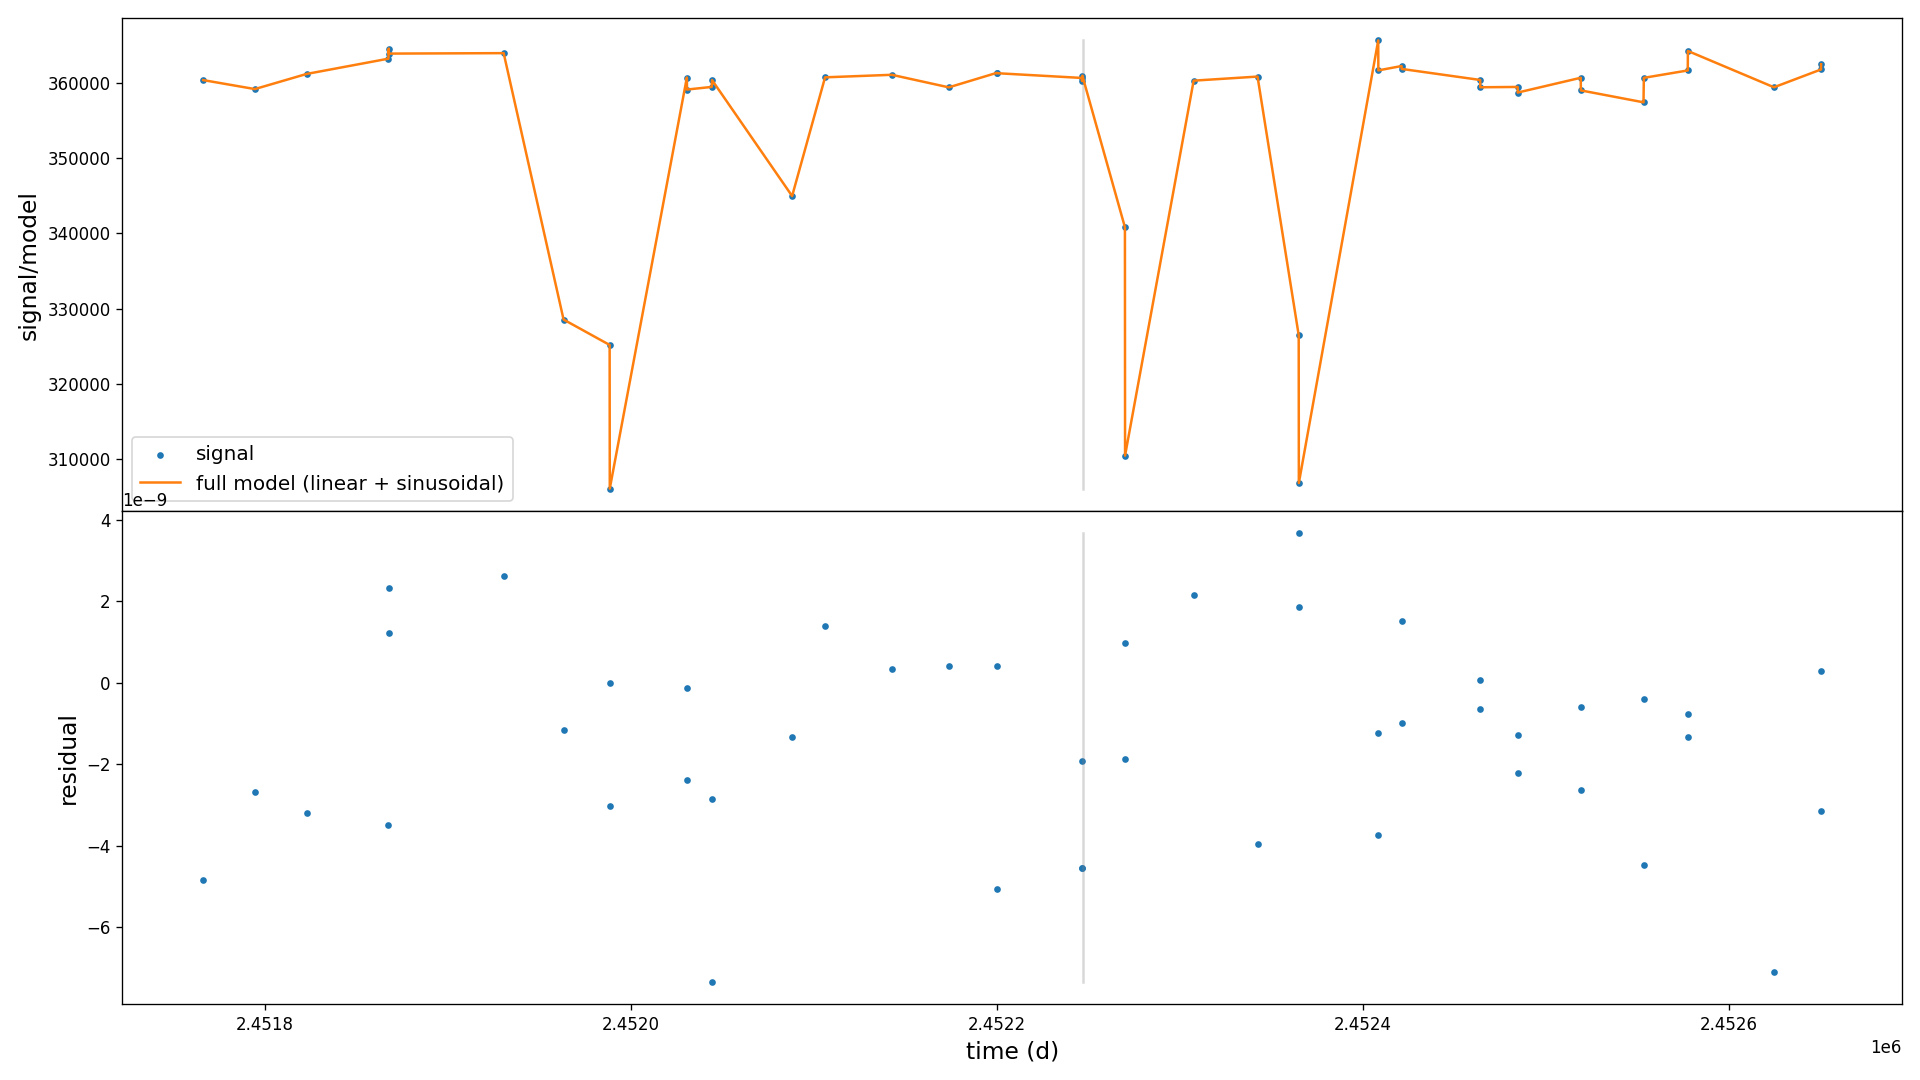 360000
350000
340000
330000
320000
310000
signal/model
signal
full model (linear + sinusoidal)
1e−9
4
2
0
−2
−4
−6
residual
2.4518
2.4520
2.4522
2.4524
2.4526
time (d)
1e6